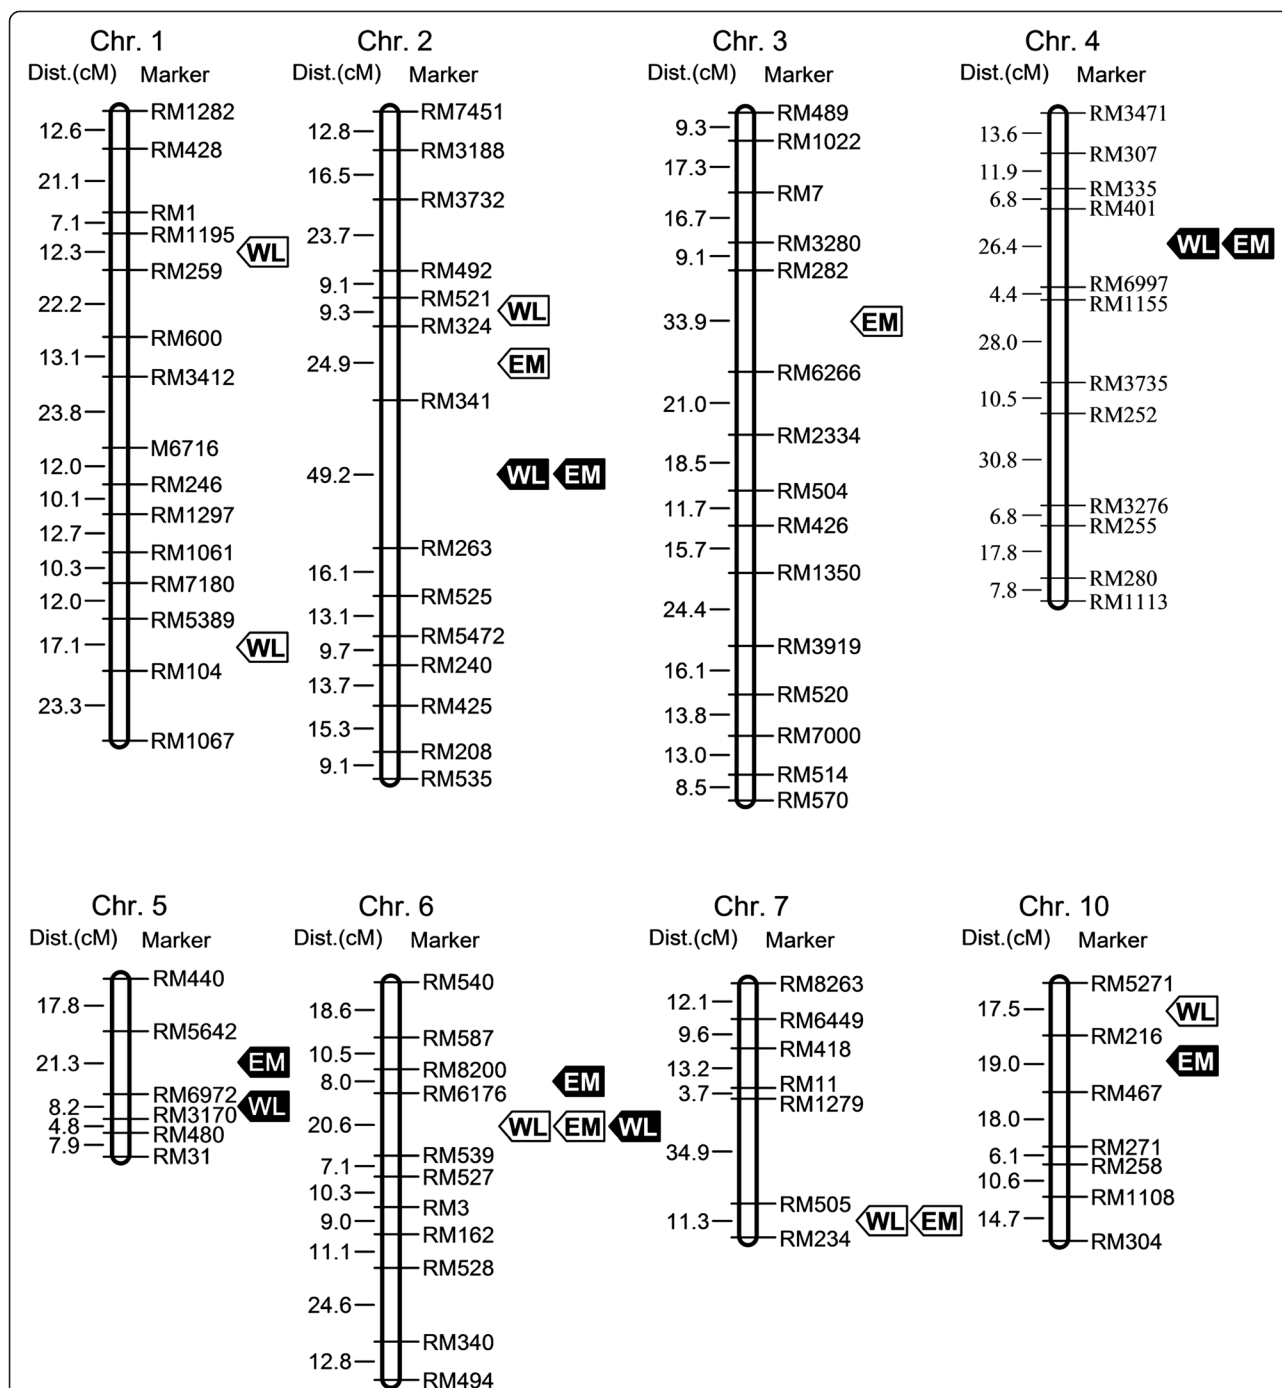 Chr. 1
Dist.(cM) Marker
RM1282
12.6
RM428
21.1
RM1
7.1
RM1195
12.3 WL
RM259
22.2
RM600
13.1
RM3412
23.8
M6716
12.0
RM246
10.1
RM1297
12.7
RM1061
10.3
RM7180
12.0
RM5389
17.1 WL
RM104
23.3
RM1067
Chr. 2
Dist.(cM) Marker
RM7451
12.8
RM3188
16.5
RM3732
23.7
RM492
9.1
RM521
9.3 WL
RM324
24.9 EM
RM341
49.2 WL EM
RM263
16.1
RM525
13.1
RM5472
9.7
RM240
13.7
RM425
15.3
RM208
9.1
RM535
Chr. 3
Dist.(cM) Marker
RM489
9.3
RM1022
17.3
RM7
16.7
RM3280
9.1
RM282
33.9 EM
RM6266
21.0
RM2334
18.5
RM504
11.7
RM426
15.7
RM1350
24.4
RM3919
16.1
RM520
13.8
RM7000
13.0
RM514
8.5
RM570
Chr. 4
Dist.(cM) Marker
RM3471
13.6
RM307
11.9
RM335
6.8
RM401
26.4 WL EM
RM6997
4.4
RM1155
28.0
RM3735
10.5
RM252
30.8
RM3276
6.8
RM255
17.8
RM280
7.8
RM1113
Chr. 5
Dist.(cM) Marker
RM440
17.8
RM5642
21.3 EM
RM6972
8.2 WL
RM3170
4.8
RM480
7.9
RM31
Chr. 6
Dist.(cM) Marker
RM540
18.6
RM587
10.5
RM8200
8.0 EM
RM6176
20.6 WL EM WL
RM539
7.1
RM527
10.3
RM3
9.0
RM162
11.1
RM528
24.6
RM340
12.8
RM494
Chr. 7
Dist.(cM) Marker
RM8263
12.1
RM6449
9.6
RM418
13.2
RM11
3.7
RM1279
34.9
RM505
11.3 WL EM
RM234
Chr. 10
Dist.(cM) Marker
RM5271
17.5 WL
RM216
19.0 EM
RM467
18.0
RM271
6.1
RM258
10.6
RM1108
14.7
RM304